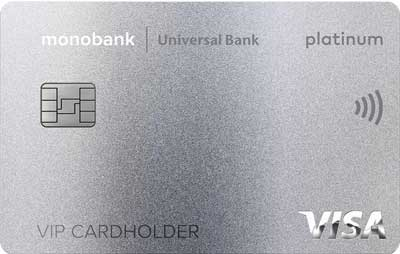 monobank | Universal Bank platinum
VIP CARDHOLDER
VISA